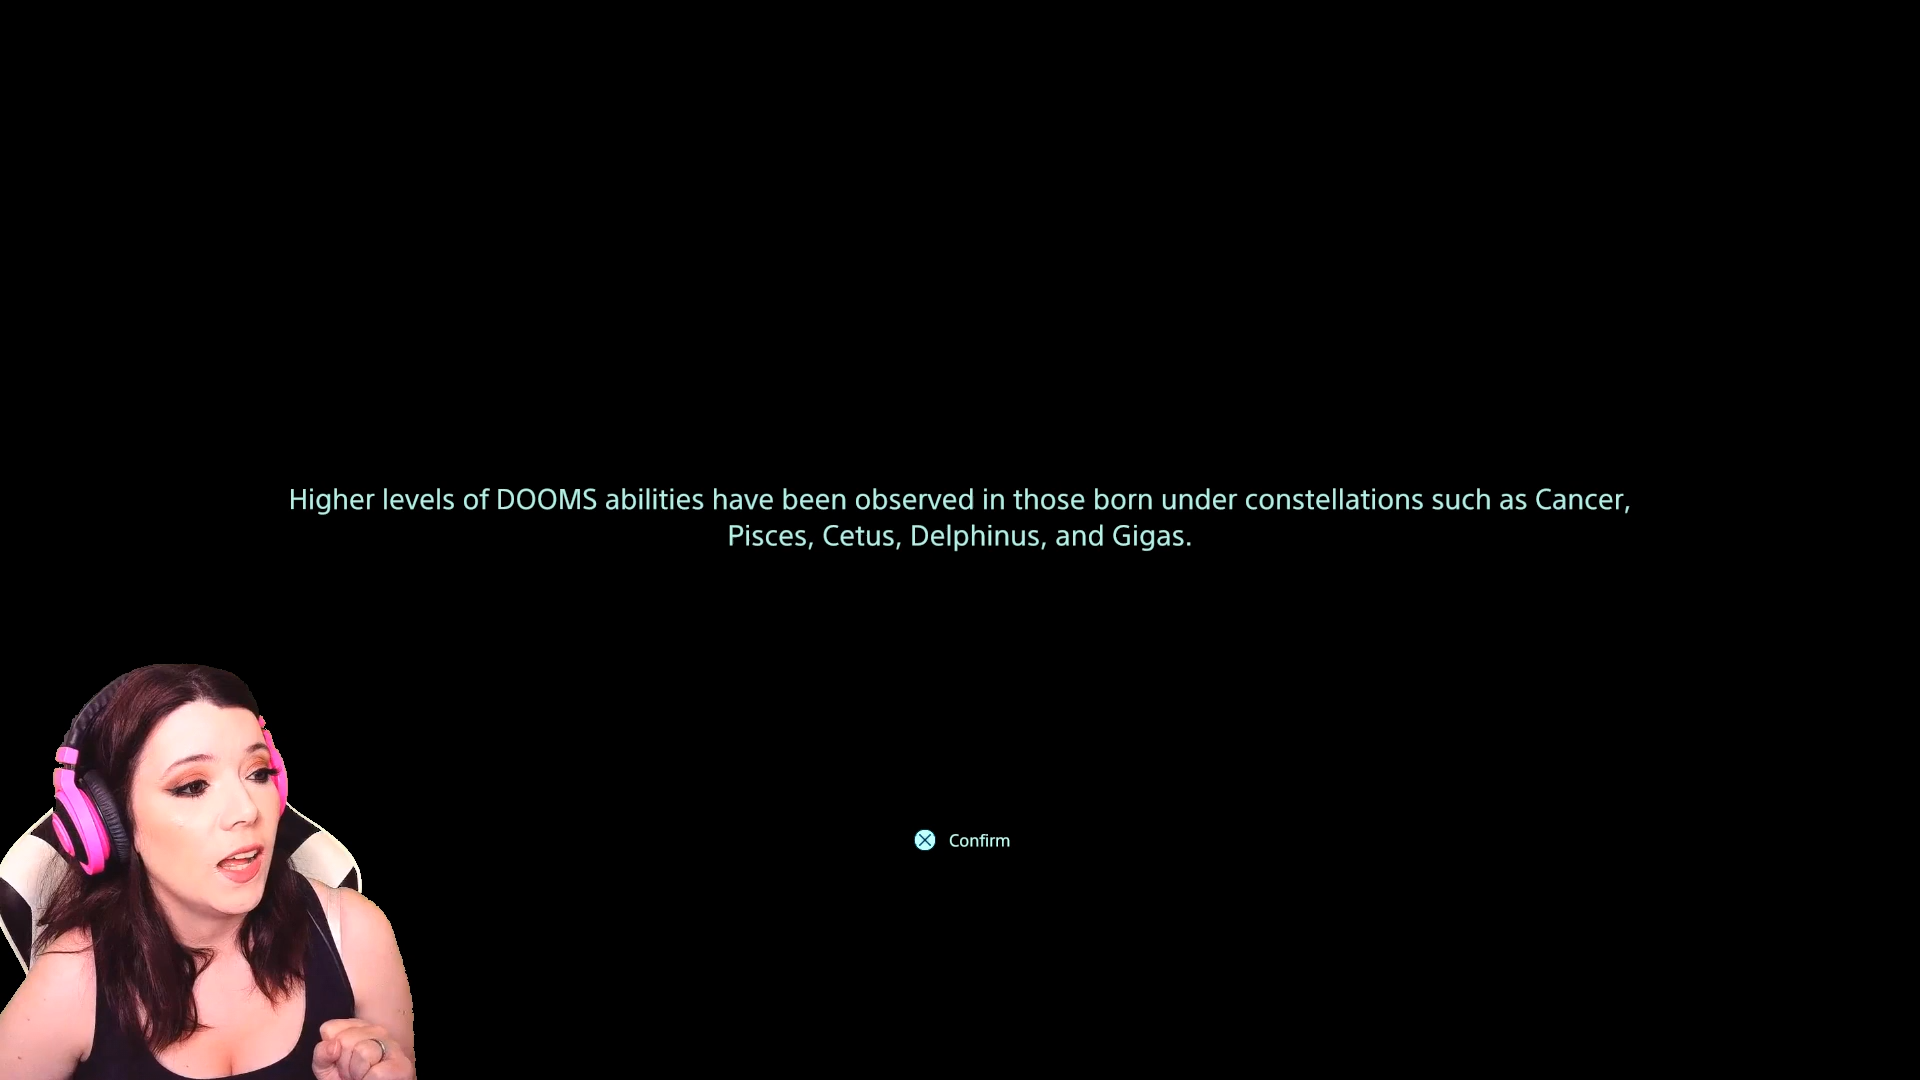 Higher levels of DOOMS abilities have been observed in those born under constellations such as Cancer,
Pisces, Cetus, Delphinus, and Gigas.
Confirm